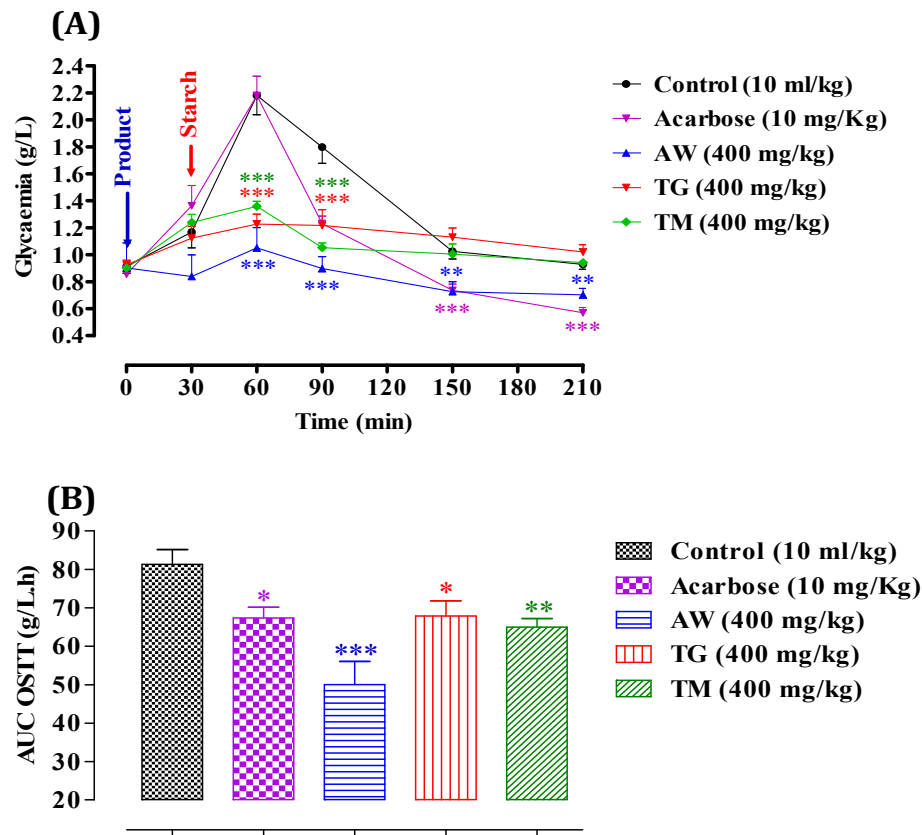 (A)
2.4
2.2
2.0
1.8
1.6
1.4
1.2
1.0
0.8
0.6
0.4
Glycaemia (g/L)
Product
Starch
***
***
***
***
***
***
**
***
**
***
0 30 60 90 120 150 180 210
Time (min)
Control (10 ml/kg)
Acarbose (10 mg/Kg)
AW (400 mg/kg)
TG (400 mg/kg)
TM (400 mg/kg)
(B)
90
80
70
60
50
40
30
20
AUC OSTT (g/L.h)
*
***
*
**
Control (10 ml/kg)
Acarbose (10 mg/Kg)
AW (400 mg/kg)
TG (400 mg/kg)
TM (400 mg/kg)